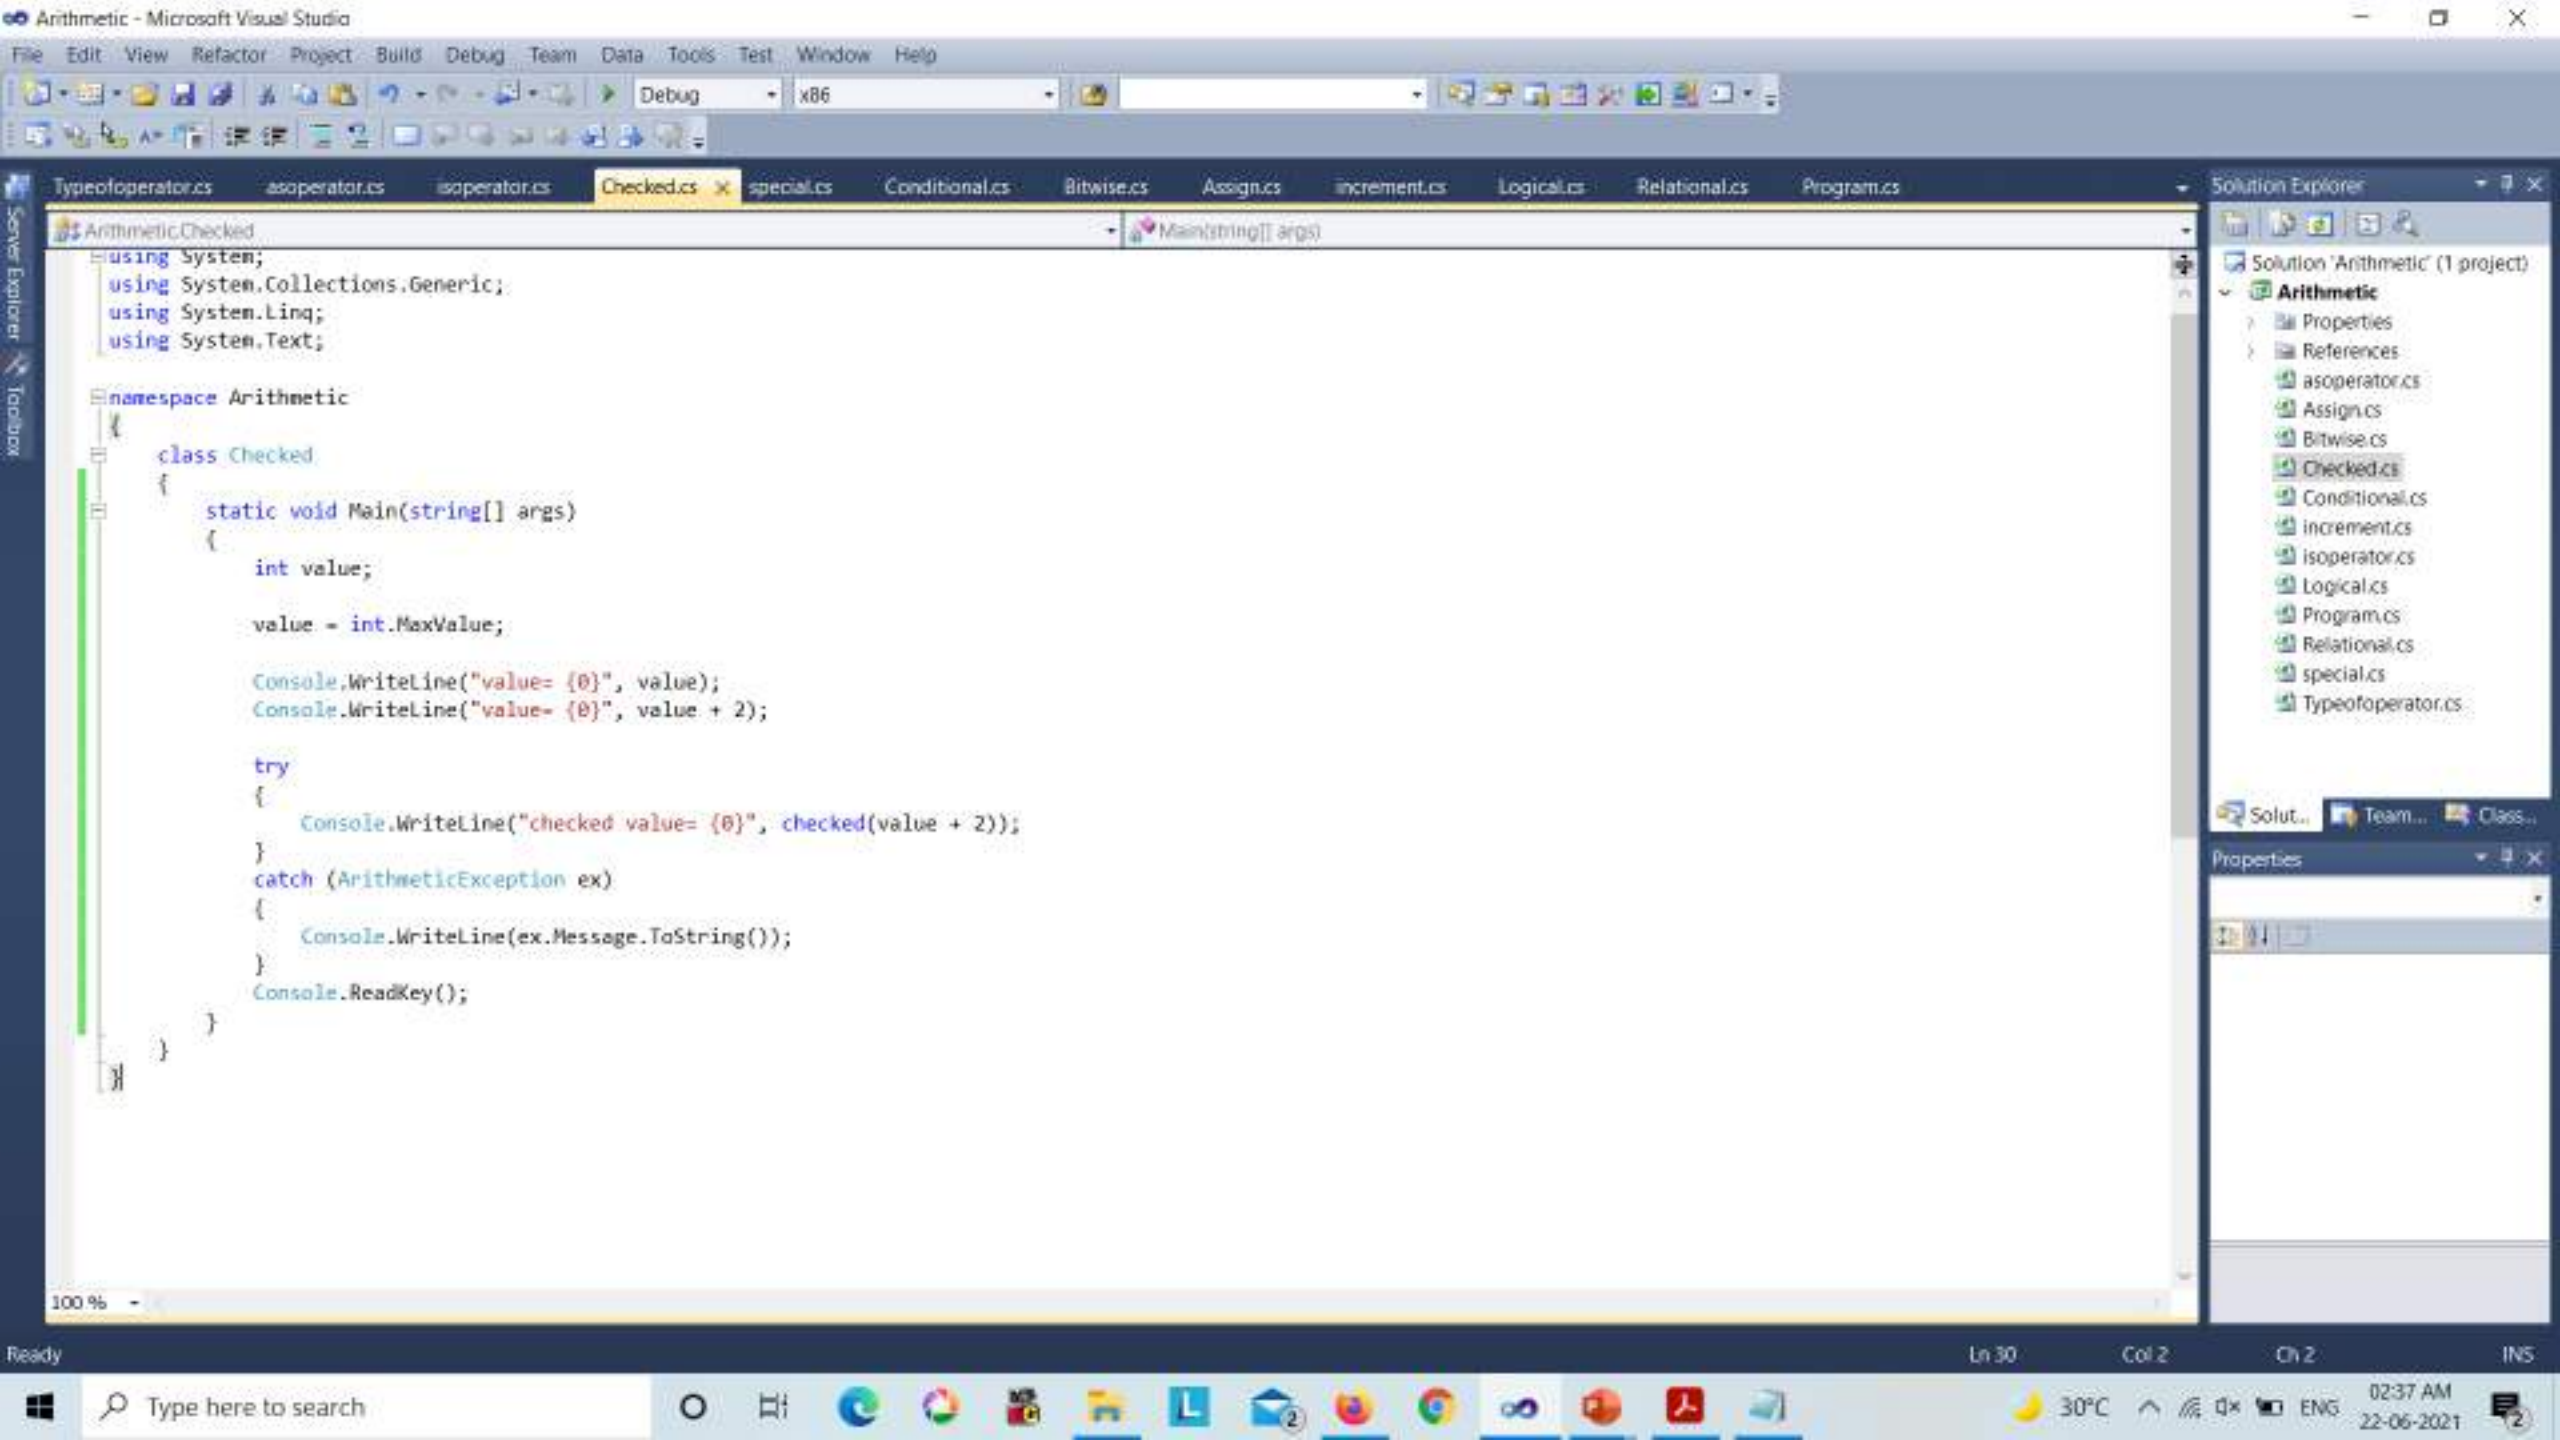 Arithmetic - Microsoft Visual Studio
File Edit View Refactor Project Build Debug Team Data Tools Test Window Help
Debug x86
Typeofoperator.cs asoperator.cs isoperator.cs Checked.cs special.cs Conditional.cs Bitwise.cs Assign.cs increment.cs Logical.cs Relational.cs Program.cs
Arithmetic.Checked Main(string[] args)
Server Explorer
Toolbox
using System;
using System.Collections.Generic;
using System.Linq;
using System.Text;
namespace Arithmetic
{
class Checked
{
static void Main(string[] args)
{
int value;
value = int.MaxValue;
Console.WriteLine("value= {0}", value);
Console.WriteLine("value= {0}", value + 2);
try
{
Console.WriteLine("checked value= {0}", checked(value + 2));
}
catch (ArithmeticException ex)
{
Console.WriteLine(ex.Message.ToString());
}
Console.ReadKey();
}
}
}
100 %
Solution Explorer
Solution 'Arithmetic' (1 project)
Arithmetic
Properties
References
asoperator.cs
Assign.cs
Bitwise.cs
Checked.cs
Conditional.cs
increment.cs
isoperator.cs
Logical.cs
Program.cs
Relational.cs
special.cs
Typeofoperator.cs
Solut... Team... Class...
Properties
Ready Ln 30 Col 2 Ch 2 INS
Type here to search
2
30°C ENG 02:37 AM
22-06-2021
2